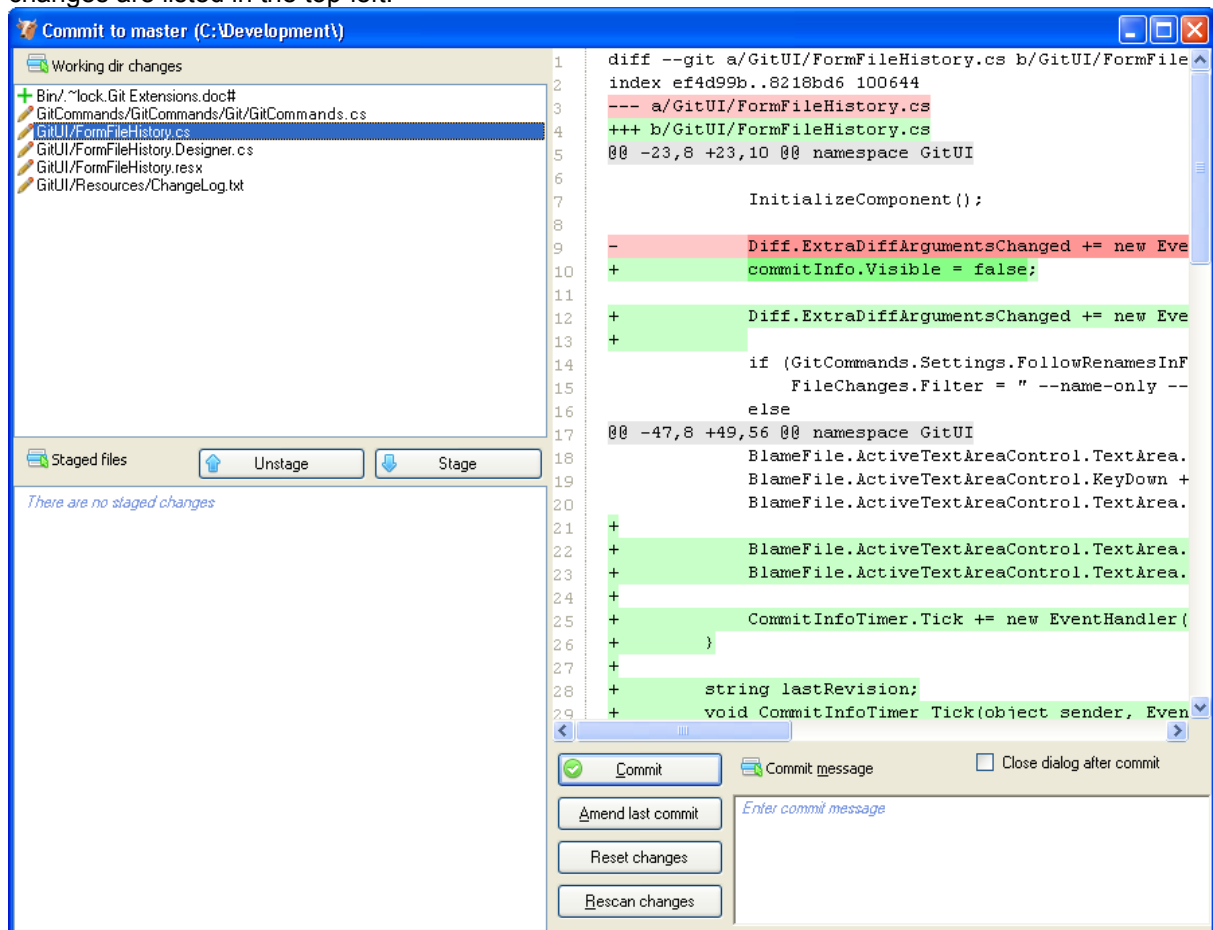 changes are listed in the top left.
Commit to master (C:\Development\)
Working dir changes
Bin/.~lock.Git Extensions.doc#
GitCommands/GitCommands/Git/GitCommands.cs
GitUI/FormFileHistory.cs
GitUI/FormFileHistory.Designer.cs
GitUI/FormFileHistory.resx
GitUI/Resources/ChangeLog.txt
Staged files
Unstage
Stage
There are no staged changes
1 diff --git a/GitUI/FormFileHistory.cs b/GitUI/FormFile
2 index ef4d99b..8218bd6 100644
3 --- a/GitUI/FormFileHistory.cs
4 +++ b/GitUI/FormFileHistory.cs
5 @@ -23,8 +23,10 @@ namespace GitUI
6
7 InitializeComponent();
8
9 - Diff.ExtraDiffArgumentsChanged += new Eve
10 + commitInfo.Visible = false;
11
12 + Diff.ExtraDiffArgumentsChanged += new Eve
13 +
14 if (GitCommands.Settings.FollowRenamesInF
15 FileChanges.Filter = " --name-only --
16 else
17 @@ -47,8 +49,56 @@ namespace GitUI
18 BlameFile.ActiveTextAreaControl.TextArea.
19 BlameFile.ActiveTextAreaControl.KeyDown +
20 BlameFile.ActiveTextAreaControl.TextArea.
21 +
22 + BlameFile.ActiveTextAreaControl.TextArea.
23 + BlameFile.ActiveTextAreaControl.TextArea.
24 +
25 + CommitInfoTimer.Tick += new EventHandler(
26 + }
27 +
28 + string lastRevision;
29 + void CommitInfoTimer_Tick(object sender, Even
Commit
Commit message
Close dialog after commit
Amend last commit
Enter commit message
Reset changes
Rescan changes